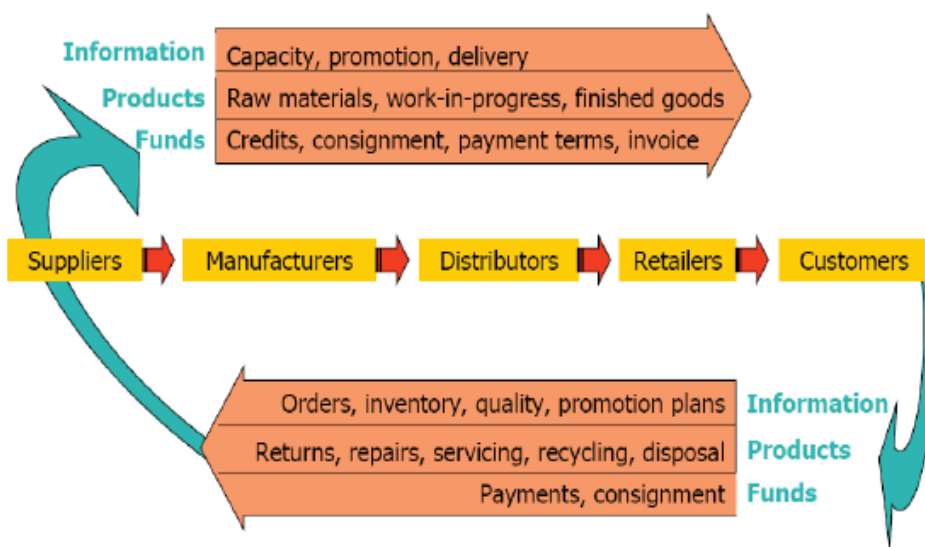 Information Capacity, promotion, delivery
Products Raw materials, work-in-progress, finished goods
Funds Credits, consignment, payment terms, invoice
Suppliers Manufacturers Distributors Retailers Customers
Orders, inventory, quality, promotion plans Information
Returns, repairs, servicing, recycling, disposal Products
Payments, consignment Funds